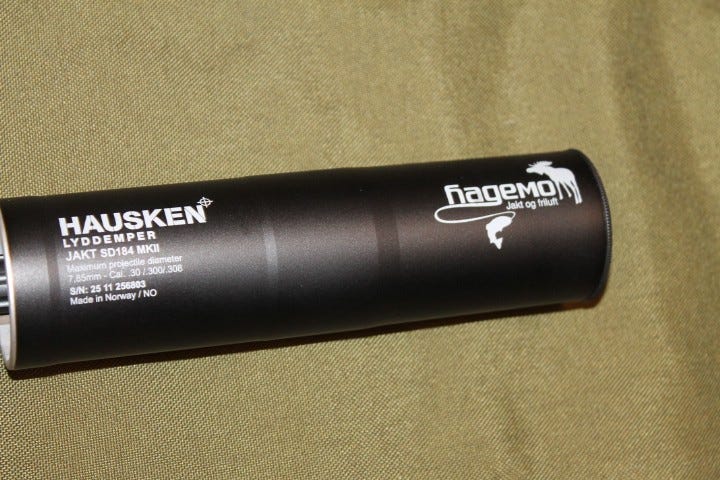 HAUSKEN
LYDDEMPER
JAKT SD184 MKII
Maximum projectile diameter
7,85mm - Cal. .30 /.300/.308
S/N: 25 11 256803
Made in Norway / NO
hagemo
Jakt og friluft